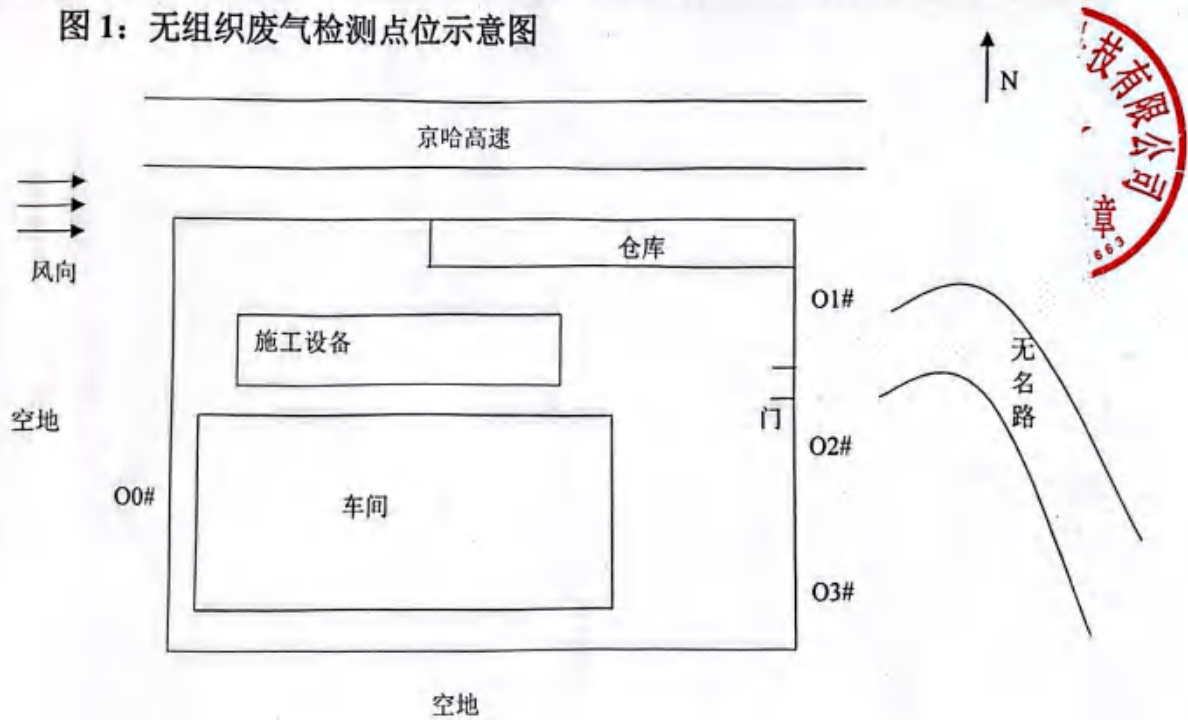 图 1：无组织废气检测点位示意图
N
京哈高速
风向
仓库
O1#
施工设备
无名路
空地
门
O2#
O0#
车间
O3#
空地
技有限公司
章
663